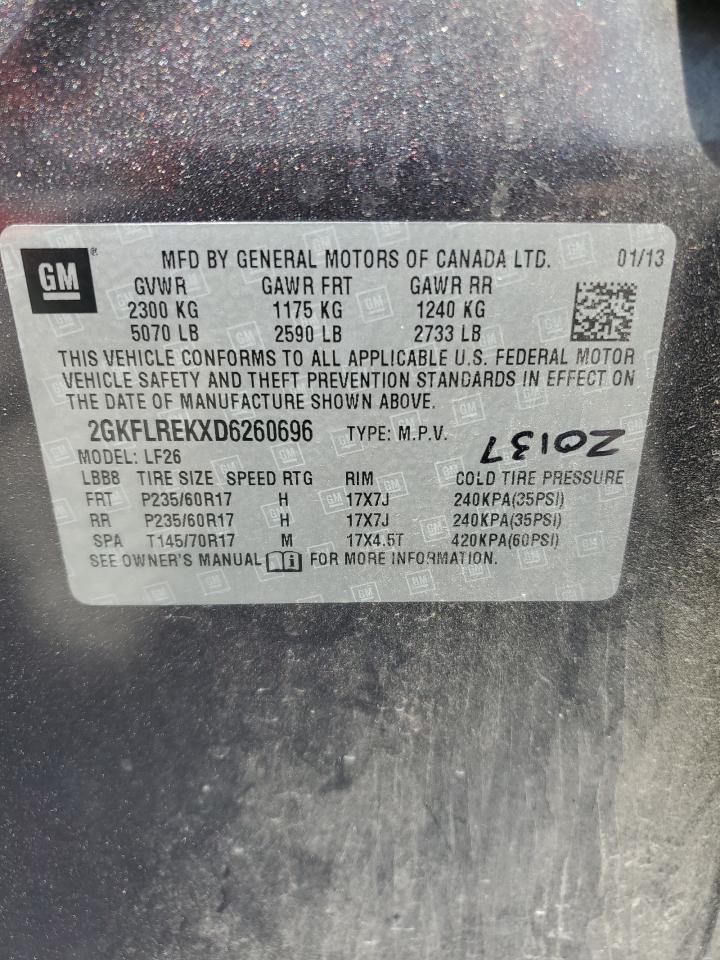 GM®
MFD BY GENERAL MOTORS OF CANADA LTD. 01/13
GVWR GAWR FRT GAWR RR
2300 KG 1175 KG 1240 KG
5070 LB 2590 LB 2733 LB
THIS VEHICLE CONFORMS TO ALL APPLICABLE U.S. FEDERAL MOTOR
VEHICLE SAFETY AND THEFT PREVENTION STANDARDS IN EFFECT ON
THE DATE OF MANUFACTURE SHOWN ABOVE.
2GKFLREKXD6260696 TYPE: M.P.V.
20137
MODEL: LF26
LBB8 TIRE SIZE SPEED RTG RIM COLD TIRE PRESSURE
FRT P235/60R17 H 17X7J 240KPA(35PSI)
RR P235/60R17 H 17X7J 240KPA(35PSI)
SPA T145/70R17 M 17X4.5T 420KPA(60PSI)
SEE OWNER'S MANUAL i FOR MORE INFORMATION.